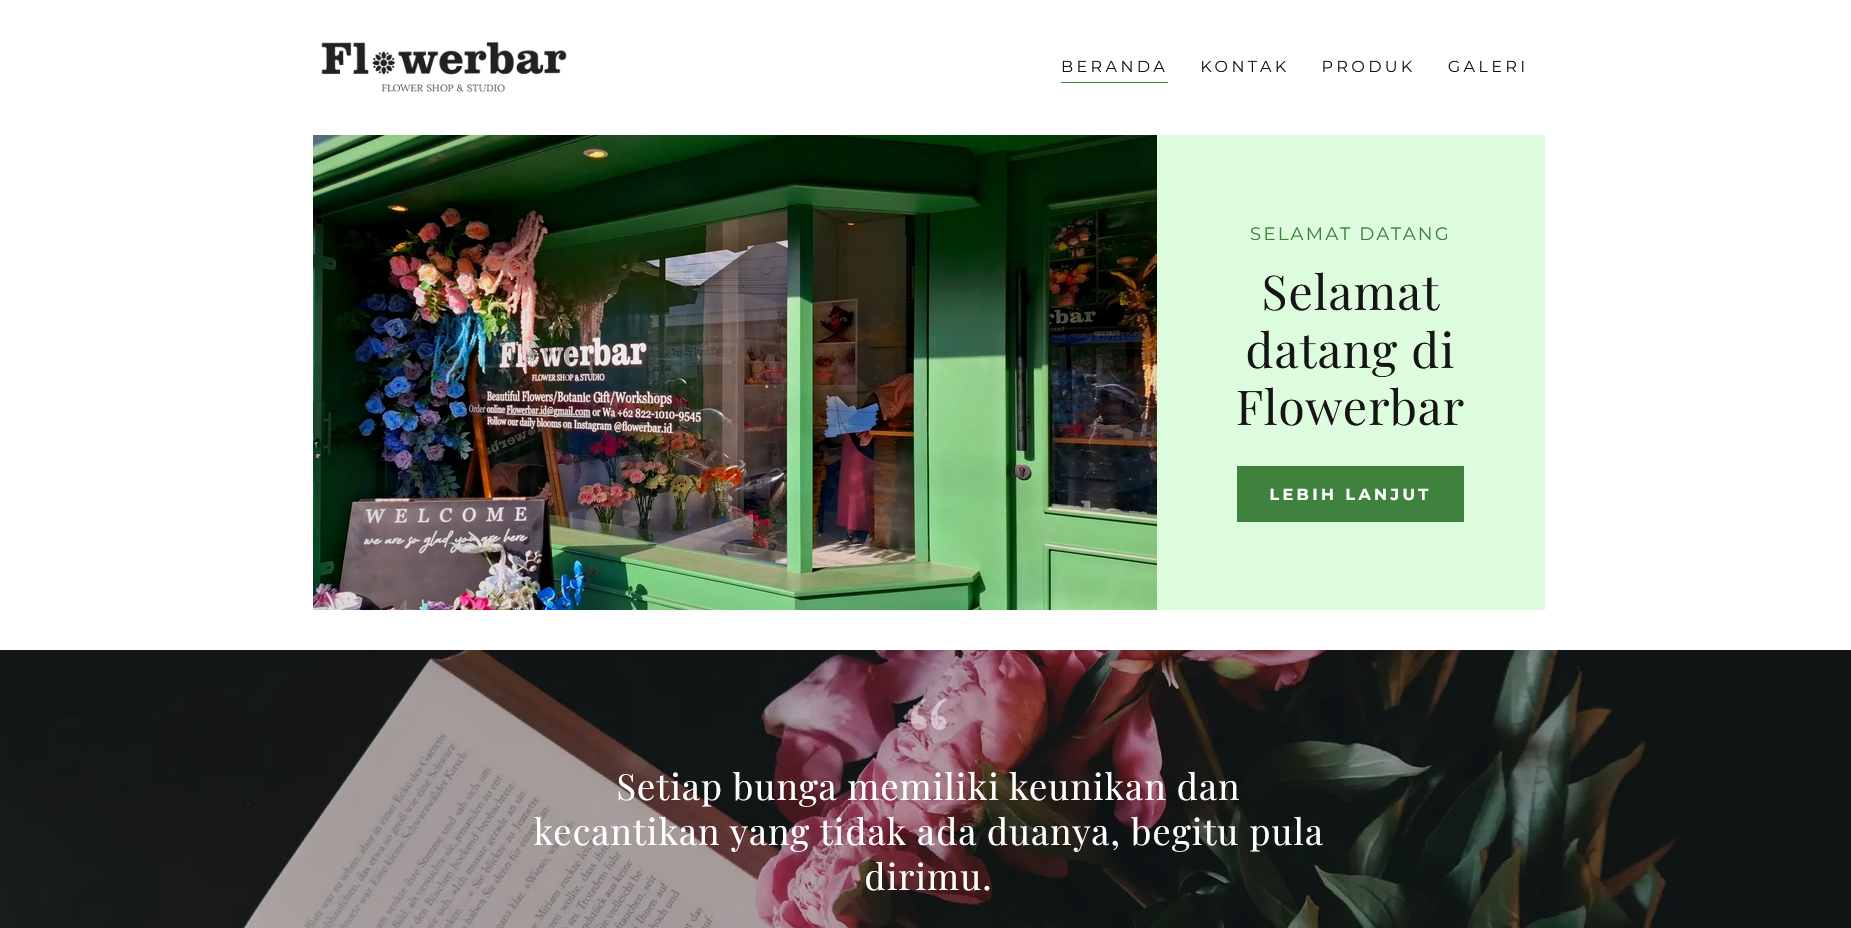 Flowerbar
FLOWER SHOP & STUDIO
BERANDA KONTAK PRODUK GALERI
Flowerbar
FLOWER SHOP & STUDIO
Beautiful Flowers/Botanic Gift/Workshops
Order online Flowerbar.id@gmail.com or Wa +62 822-1010-9545
Follow our daily blooms on Instagram @flowerbar.id
WELCOME
we are so glad you are here
SELAMAT DATANG
Selamat
datang di
Flowerbar
LEBIH LANJUT
“
Setiap bunga memiliki keunikan dan
kecantikan yang tidak ada duanya, begitu pula
dirimu.